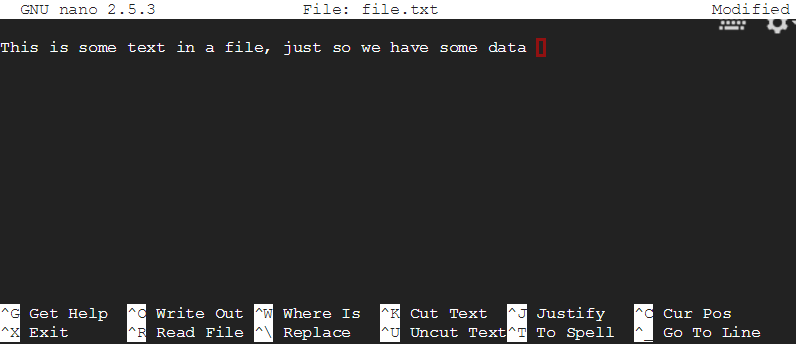 GNU nano 2.5.3 File: file.txt Modified
This is some text in a file, just so we have some data
^G Get Help ^O Write Out ^W Where Is ^K Cut Text ^J Justify ^C Cur Pos
^X Exit ^R Read File ^\ Replace ^U Uncut Text ^T To Spell ^_ Go To Line